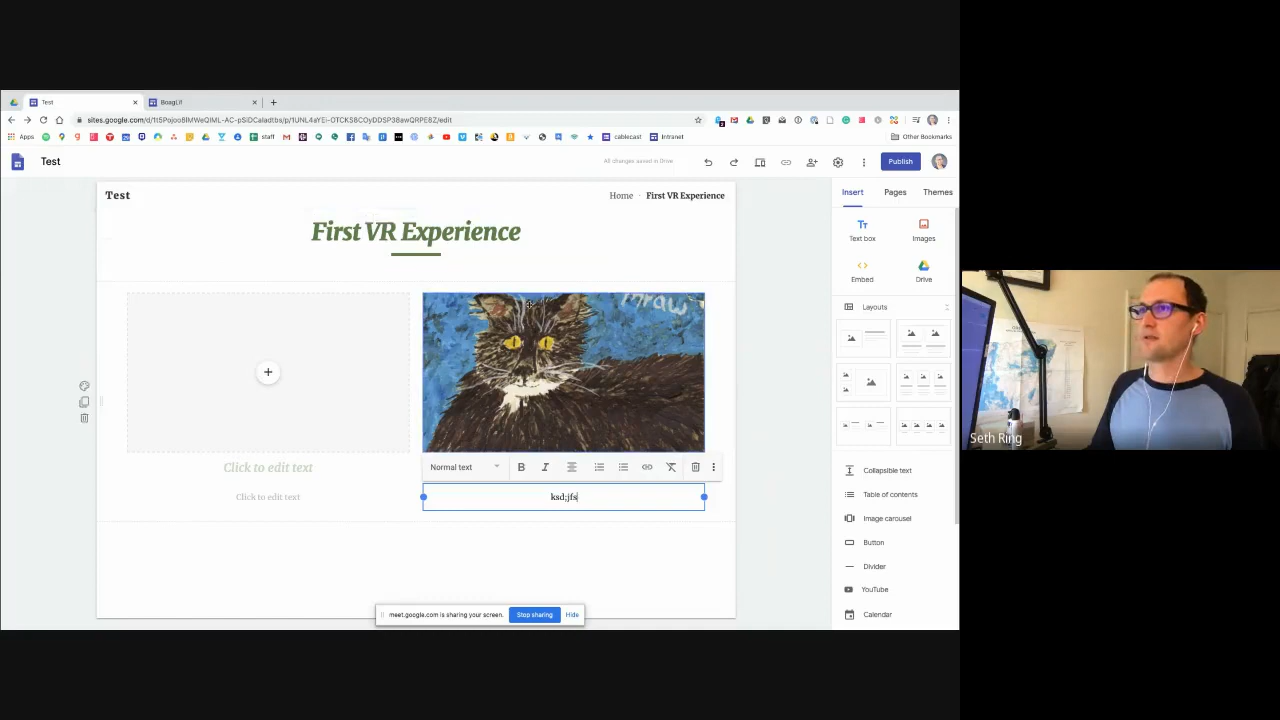 Test
BoagLif
sites.google.com/d/1t5Pojoo8lMWeQIML-AC-pSiDCaladtbs/p/1UNL4aYEi-OTCKS8COyDDSP38awQRPE8Z/edit
Apps
staff
cablecast
Intranet
Other Bookmarks
Test
All changes saved in Drive
Publish
Test
Home
First VR Experience
Insert
Pages
Themes
First VR Experience
Text box
Images
Embed
Drive
mraw
Layouts
Click to edit text
Normal text
Click to edit text
ksd;jfs
Collapsible text
Table of contents
Image carousel
Button
Divider
YouTube
Calendar
meet.google.com is sharing your screen.
Stop sharing
Hide
Seth Ring